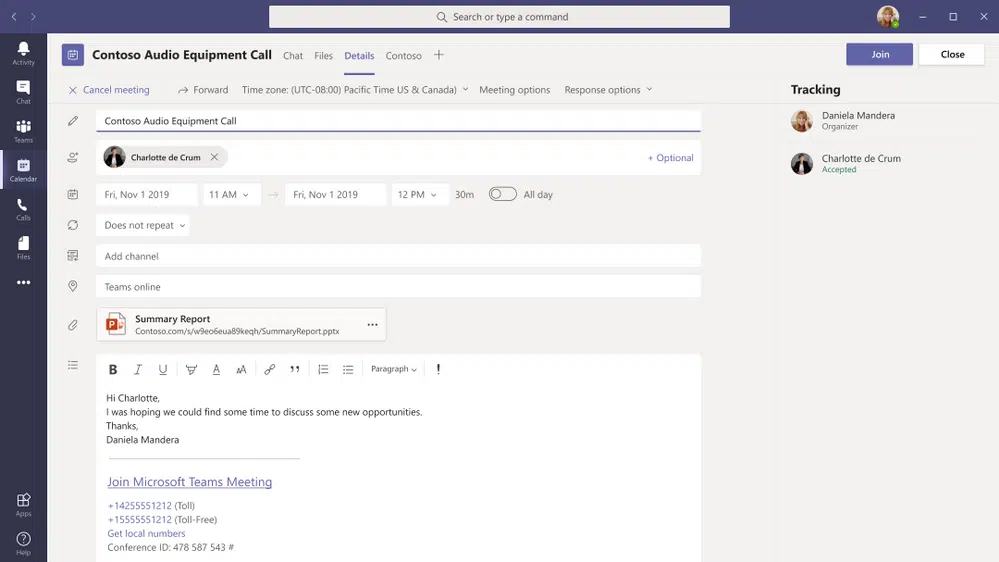 Search or type a command
Activity
Chat
Teams
Calendar
Calls
Files
Apps
Help
Contoso Audio Equipment Call
Chat
Files
Details
Contoso
Join
Close
Cancel meeting
Forward
Time zone: (UTC-08:00) Pacific Time US & Canada)
Meeting options
Response options
Contoso Audio Equipment Call
Charlotte de Crum
+ Optional
Fri, Nov 1 2019
11 AM
Fri, Nov 1 2019
12 PM
30m
All day
Does not repeat
Add channel
Teams online
Summary Report
Contoso.com/s/w9eo6eua89keqh/SummaryReport.pptx
B I U A AA Paragraph !
Hi Charlotte,
I was hoping we could find some time to discuss some new opportunities.
Thanks,
Daniela Mandera
Join Microsoft Teams Meeting
+14255551212 (Toll)
+15555551212 (Toll-Free)
Get local numbers
Conference ID: 478 587 543 #
Tracking
Daniela Mandera
Organizer
Charlotte de Crum
Accepted